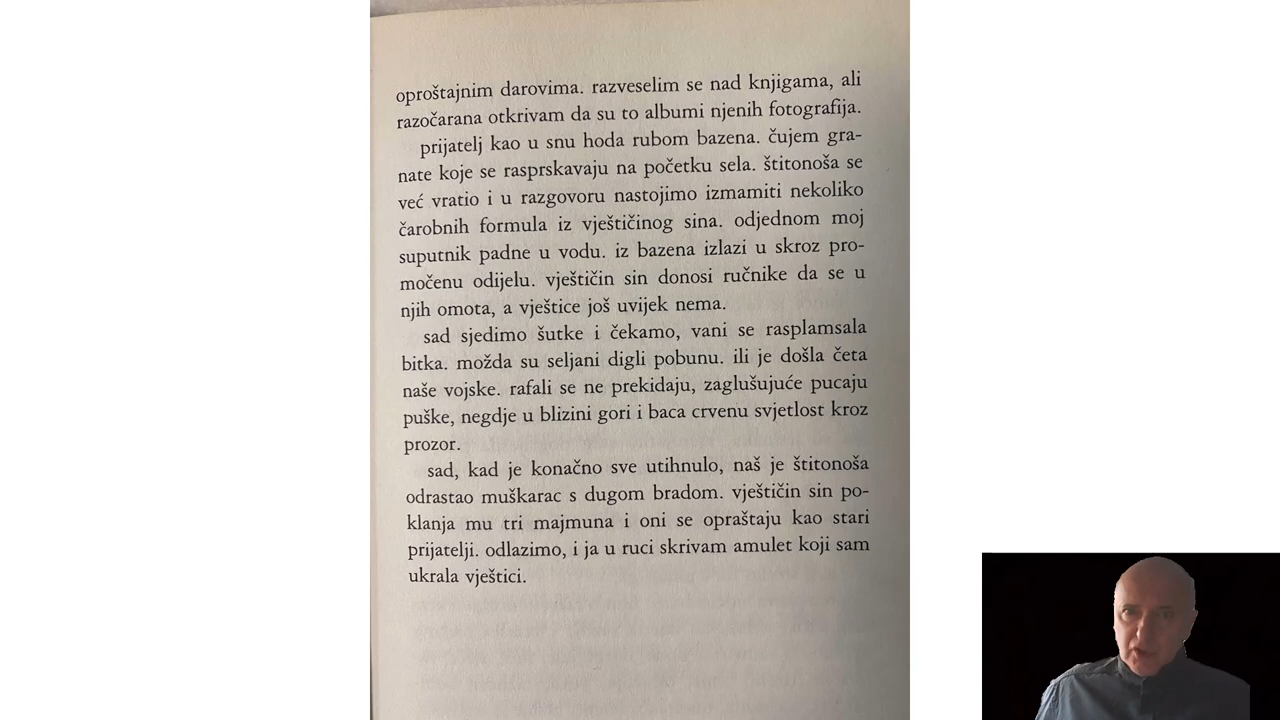 oproštajnim darovima. razveselim se nad knjigama, ali
razočarana otkrivam da su to albumi njenih fotografija.
prijatelj kao u snu hoda rubom bazena. čujem gra-
nate koje se rasprskavaju na početku sela. štitonoša se
već vratio i u razgovoru nastojimo izmamiti nekoliko
čarobnih formula iz vještičinog sina. odjednom moj
suputnik padne u vodu. iz bazena izlazi u skroz pro-
močenu odijelu. vještičin sin donosi ručnike da se u
njih omota, a vještice još uvijek nema.
sad sjedimo šutke i čekamo, vani se rasplamsala
bitka. možda su seljani digli pobunu. ili je došla četa
naše vojske. rafali se ne prekidaju, zaglušujuće pucaju
puške, negdje u blizini gori i baca crvenu svjetlost kroz
prozor.
sad, kad je konačno sve utihnulo, naš je štitonoša
odrastao muškarac s dugom bradom. vještičin sin po-
klanja mu tri majmuna i oni se opraštaju kao stari
prijatelji. odlazimo, i ja u ruci skrivam amulet koji sam
ukrala vještici.